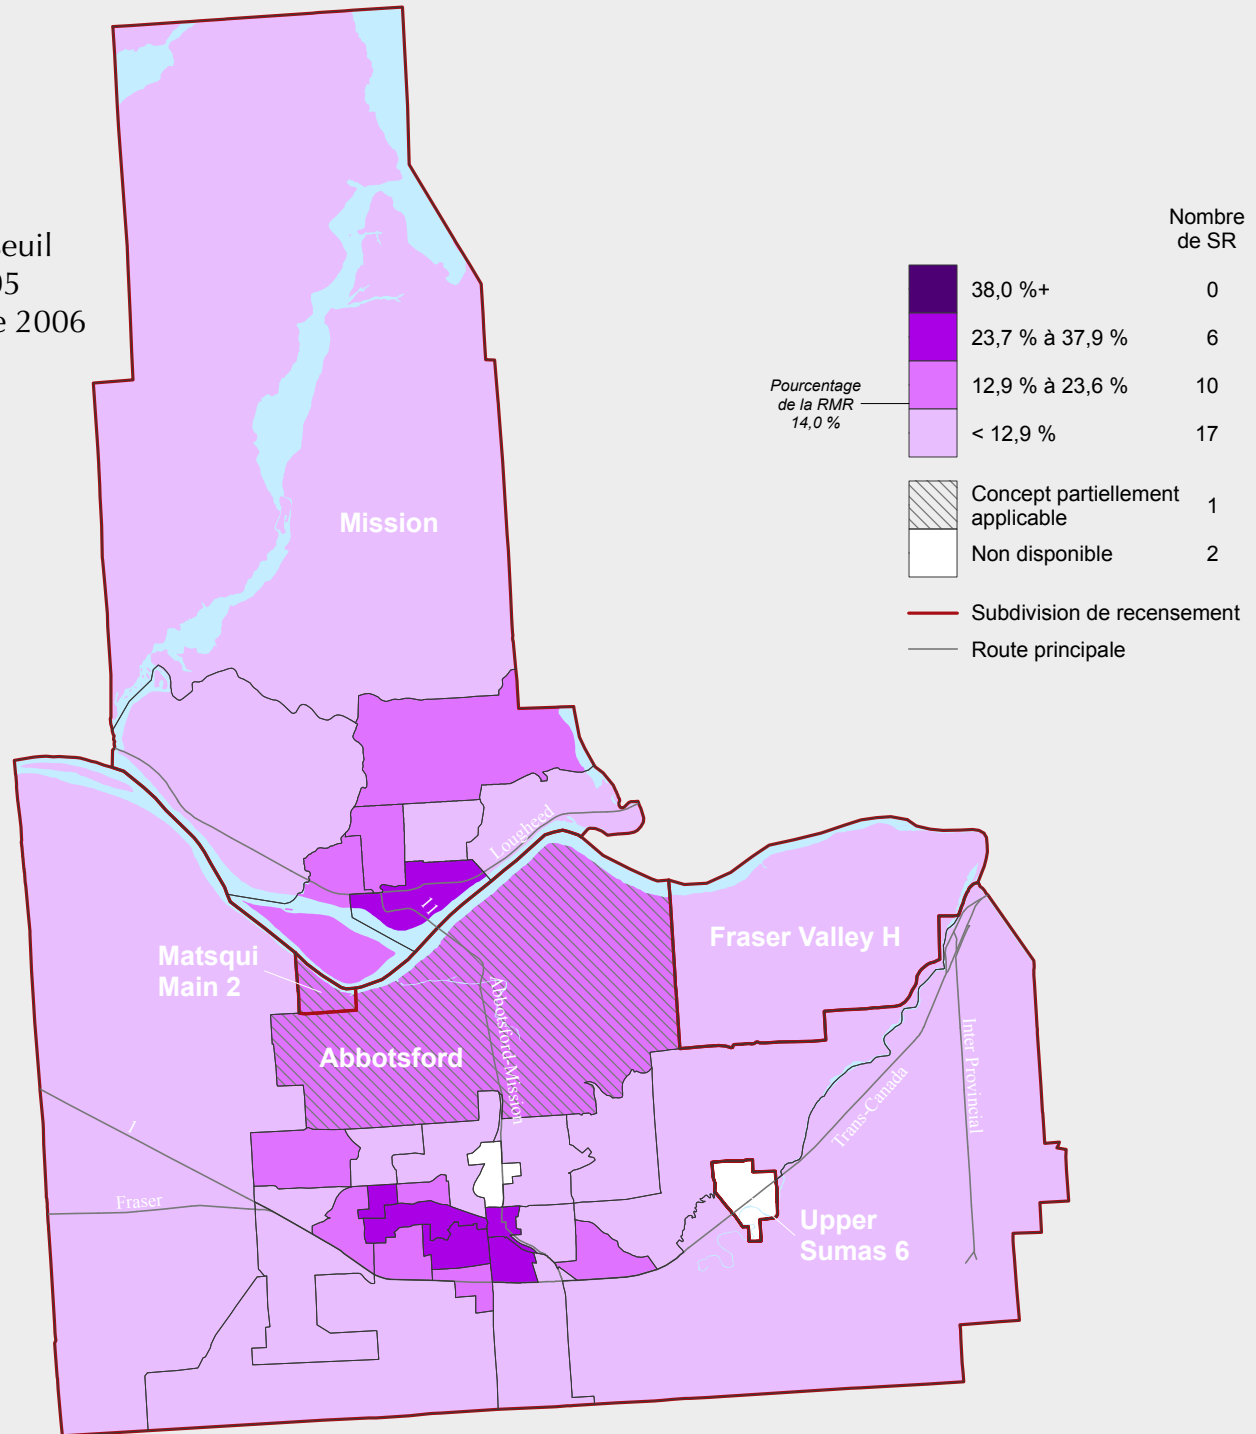 2006
Nombre
de SR
38,0 %+ 0
23,7 % à 37,9 % 6
12,9 % à 23,6 % 10
< 12,9 % 17
Pourcentage
de la RMR
14,0 %
Concept partiellement
applicable 1
Non disponible 2
Subdivision de recensement
Route principale
Mission
Lougheed
11
Fraser Valley H
Matsqui
Main 2
Abbotsford
Abbotsford-Mission
Inter Provincial
Trans-Canada
1
Fraser
Upper
Sumas 6